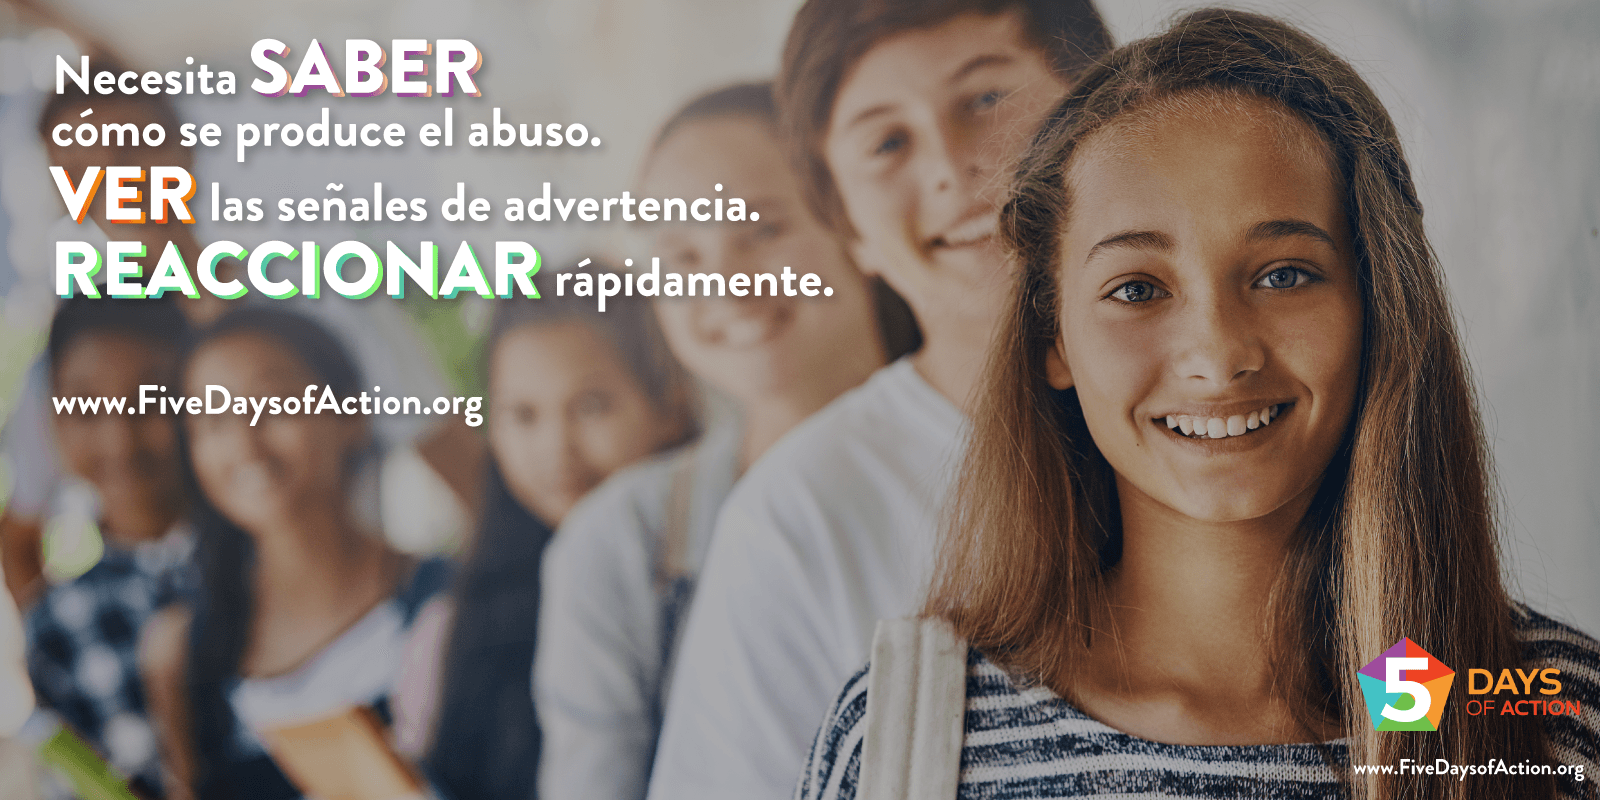 Necesita SABER
cómo se produce el abuso.
VER las señales de advertencia.
REACCIONAR rápidamente.
www.FiveDaysofAction.org
5 DAYS
OF ACTION
www.FiveDaysofAction.org